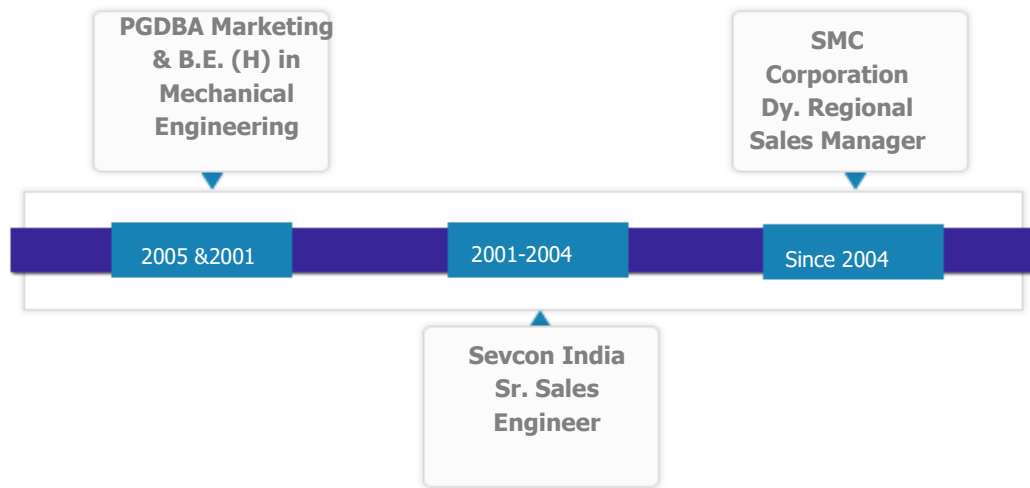 PGDBA Marketing
& B.E. (H) in
Mechanical
Engineering
SMC
Corporation
Dy. Regional
Sales Manager
2005 &2001
2001-2004
Since 2004
Sevcon India
Sr. Sales
Engineer